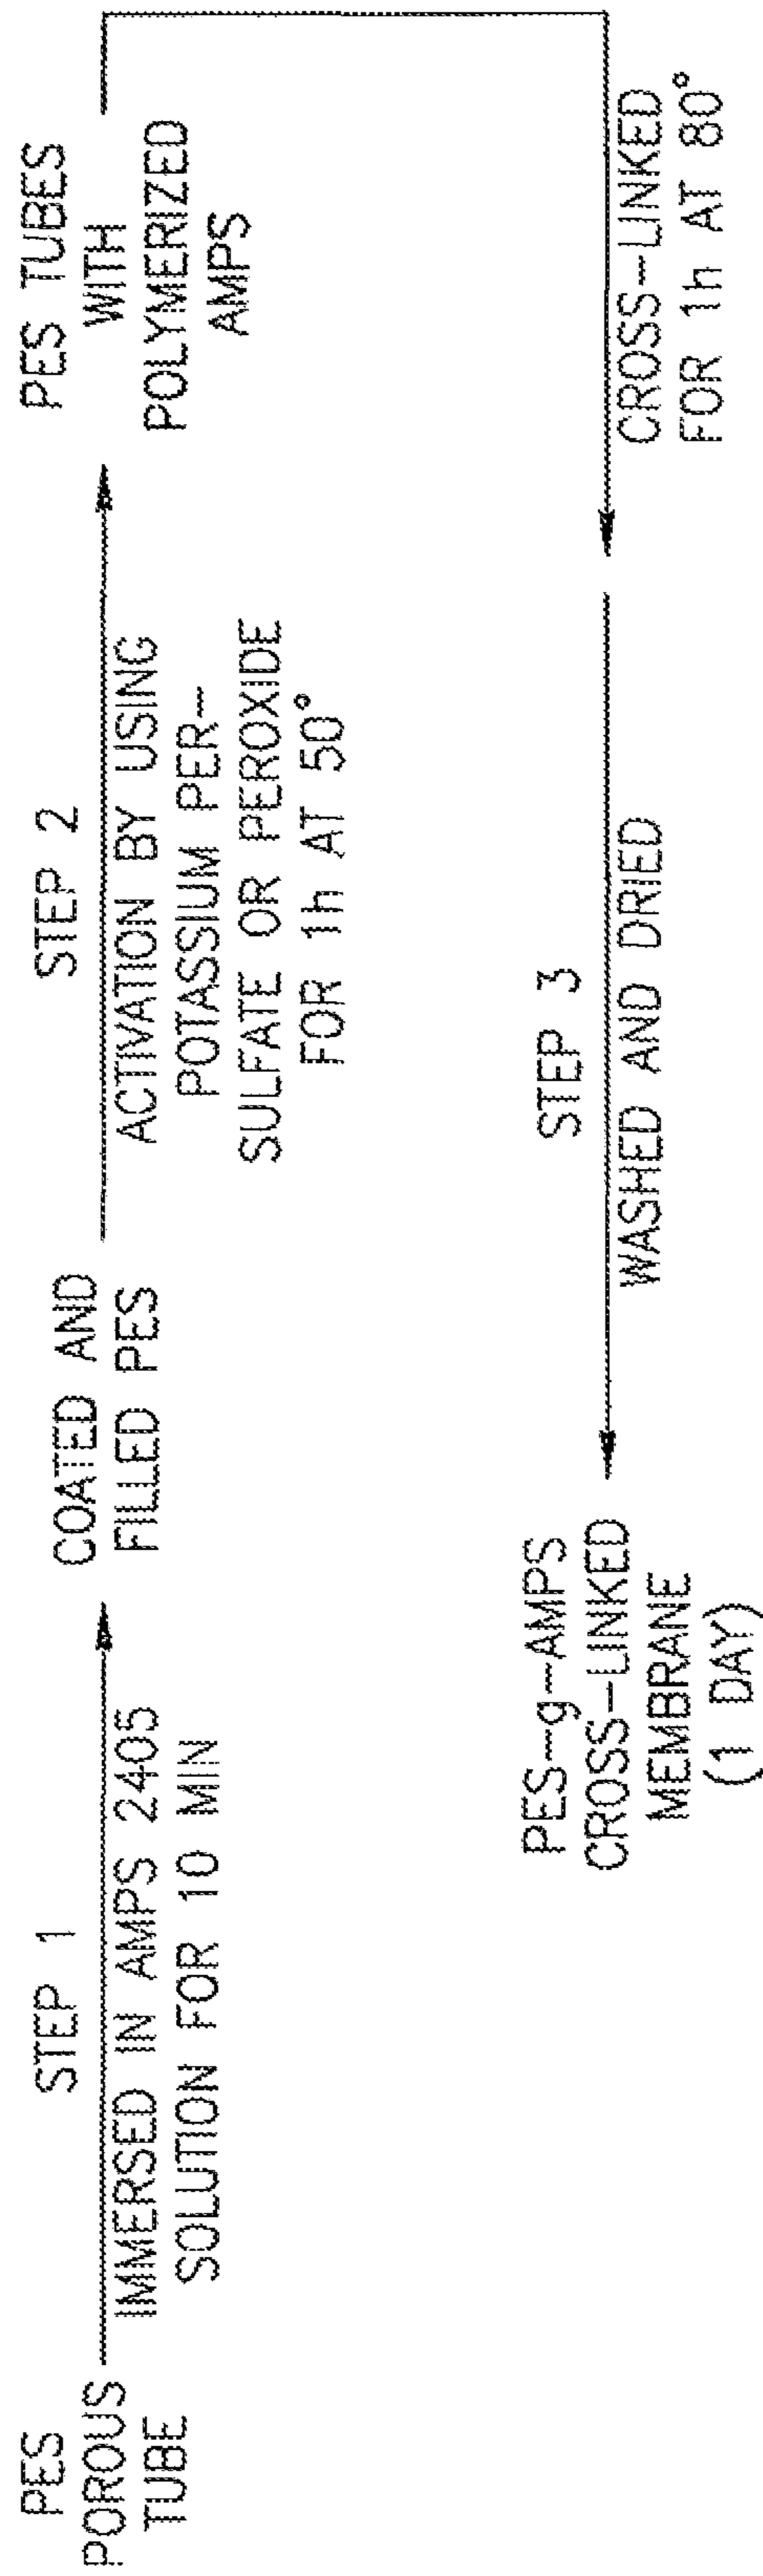 PES
POROUS
TUBE
STEP 1
IMMERSED IN AMPS 2405
SOLUTION FOR 10 MIN
COATED AND
FILLED PES
STEP 2
ACTIVATION BY USING
POTASSIUM PER-
SULFATE OR PEROXIDE
FOR 1h AT 50°
PES TUBES
WITH
POLYMERIZED
AMPS
CROSS-LINKED
FOR 1h AT 80°
STEP 3
WASHED AND DRIED
PES-g-AMPS
CROSS-LINKED
MEMBRANE
(1 DAY)